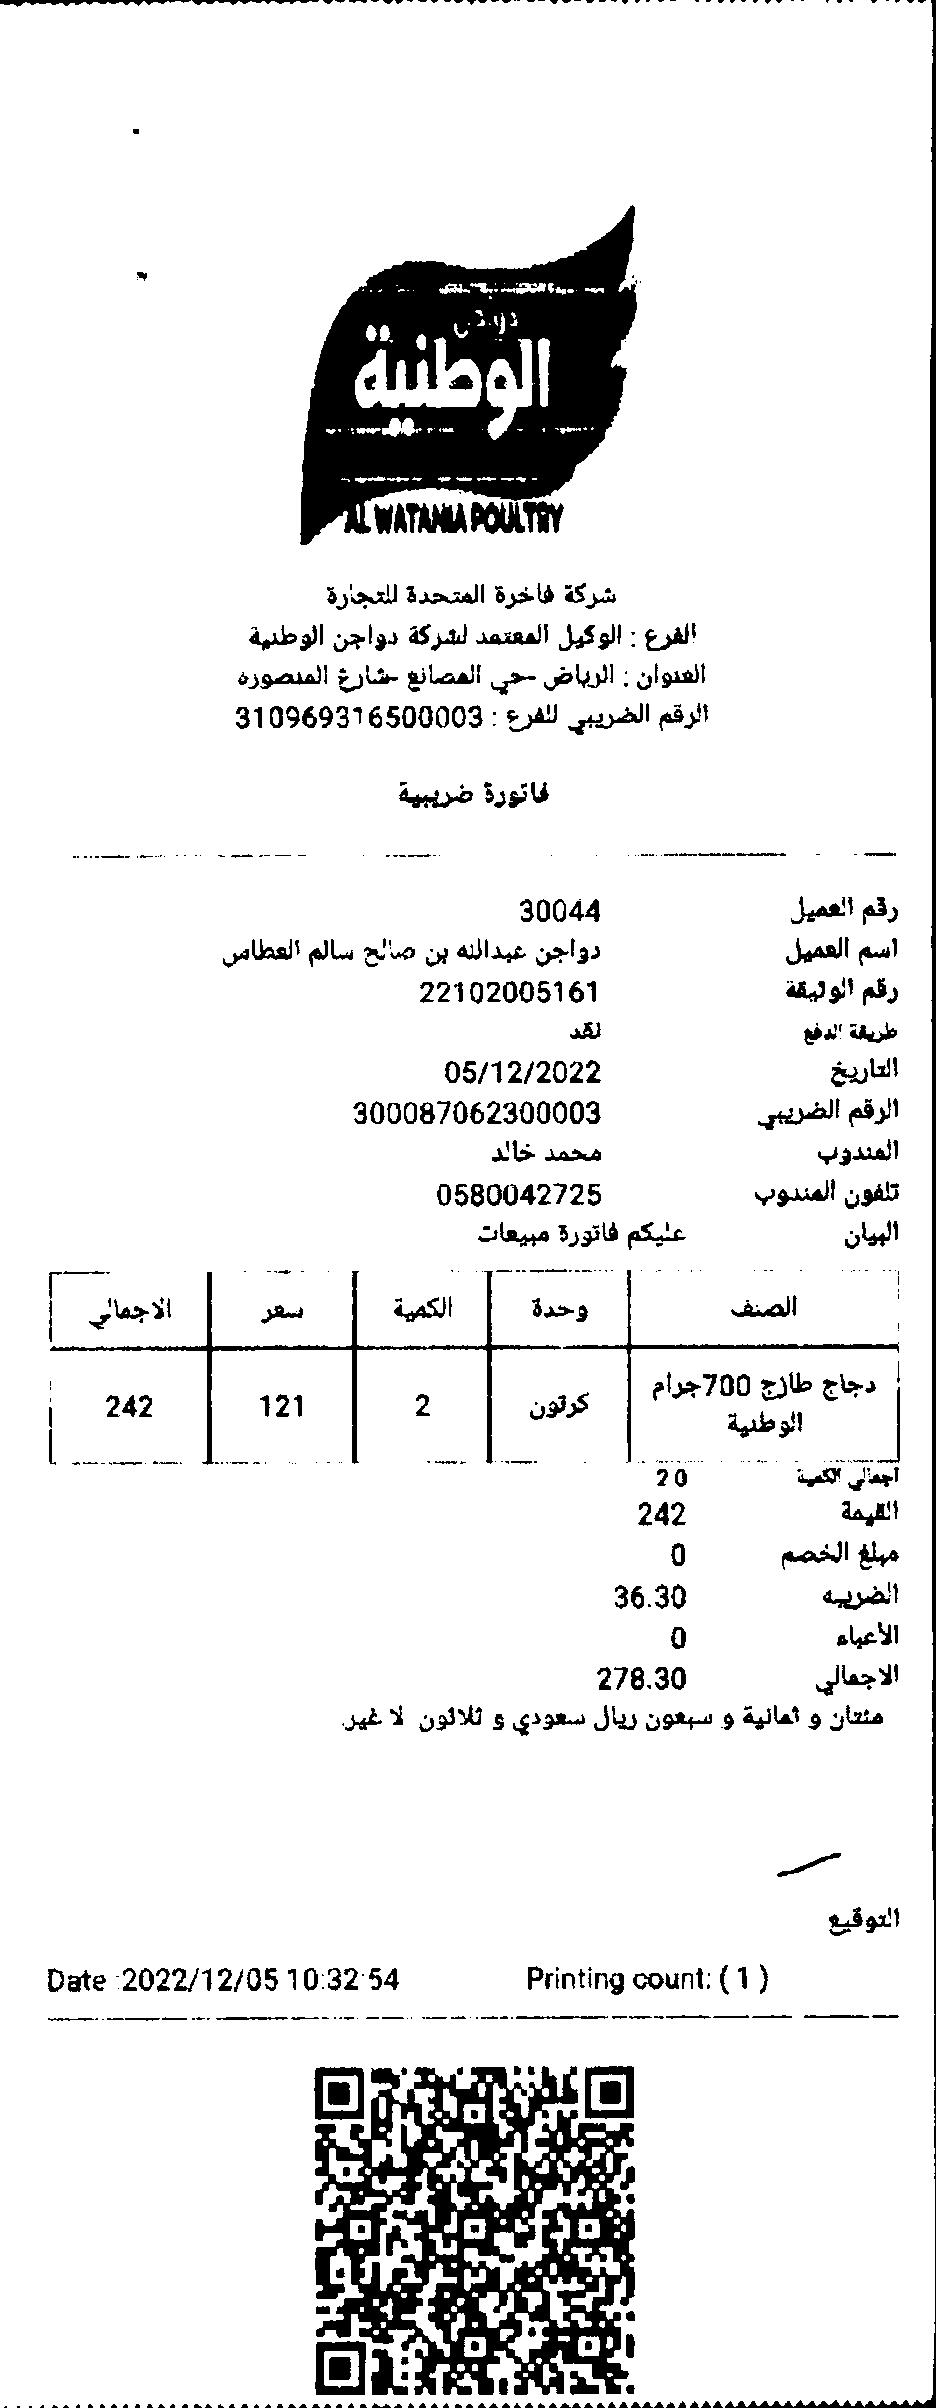 دواجن
الوطنية
AL WATANIA POULTRY
شركة فاخرة المتحدة للتجارة
الفرع : الوكيل المعتمد لشركة دواجن الوطنية
العنوان : الرياض -حي المصانع -شارع المنصوره
الرقم الضريبي للفرع : 310969316500003
فاتورة ضريبية
رقم العميل 30044
اسم العميل دواجن عبدالله بن صالح سالم العطاس
رقم الوثيقة 22102005161
طريقة الدفع نقد
التاريخ 05/12/2022
الرقم الضريبي 300087062300003
المندوب محمد خالد
تلفون المندوب 0580042725
البيان عليكم فاتورة مبيعات
الصنف وحدة الكمية سعر الاجمالي
دجاج طازج 700جرام الوطنية كرتون 2 121 242
اجمالي الكمية 2 0
القيمة 242
مبلغ الخصم 0
الضريبه 36.30
الأعباء 0
الاجمالي 278.30
مئتان و ثمانية و سبعون ريال سعودي و ثلاثون لا غير.
التوقيع
Date :2022/12/05 10:32:54 Printing count: ( 1 )